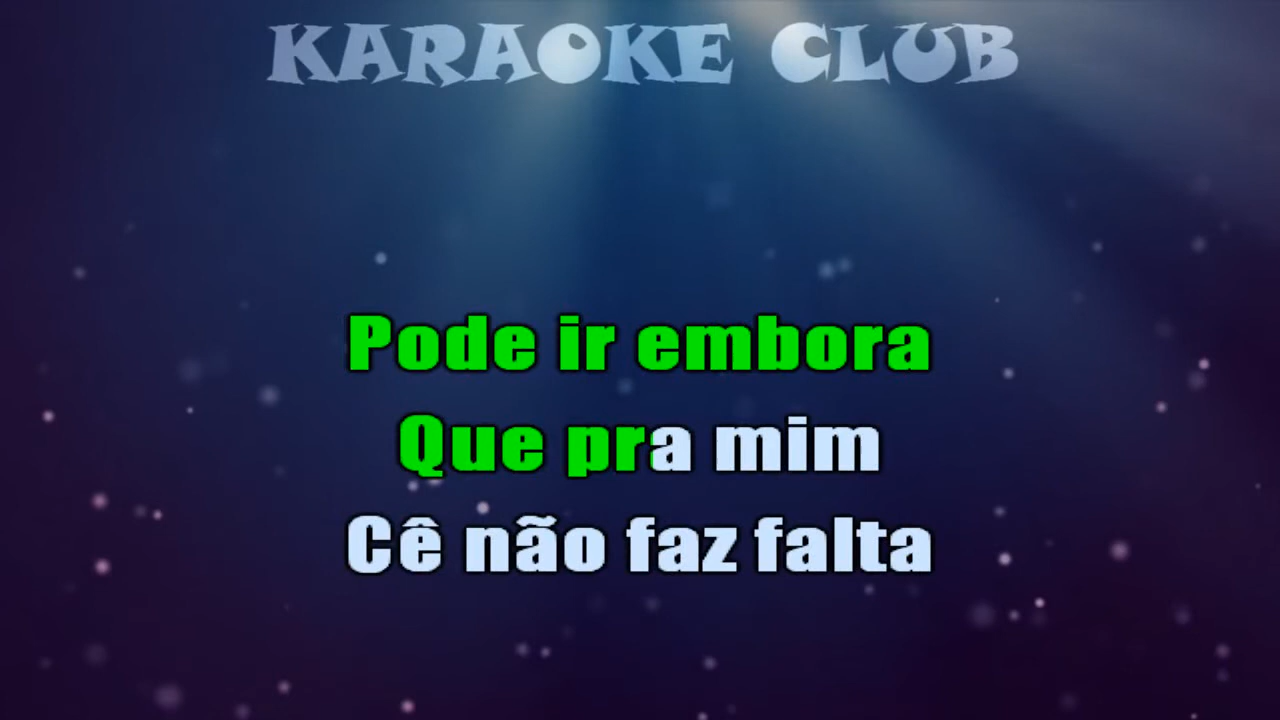 KARAOKE CLUB
Pode ir embora
Que pra mim
Cê não faz falta